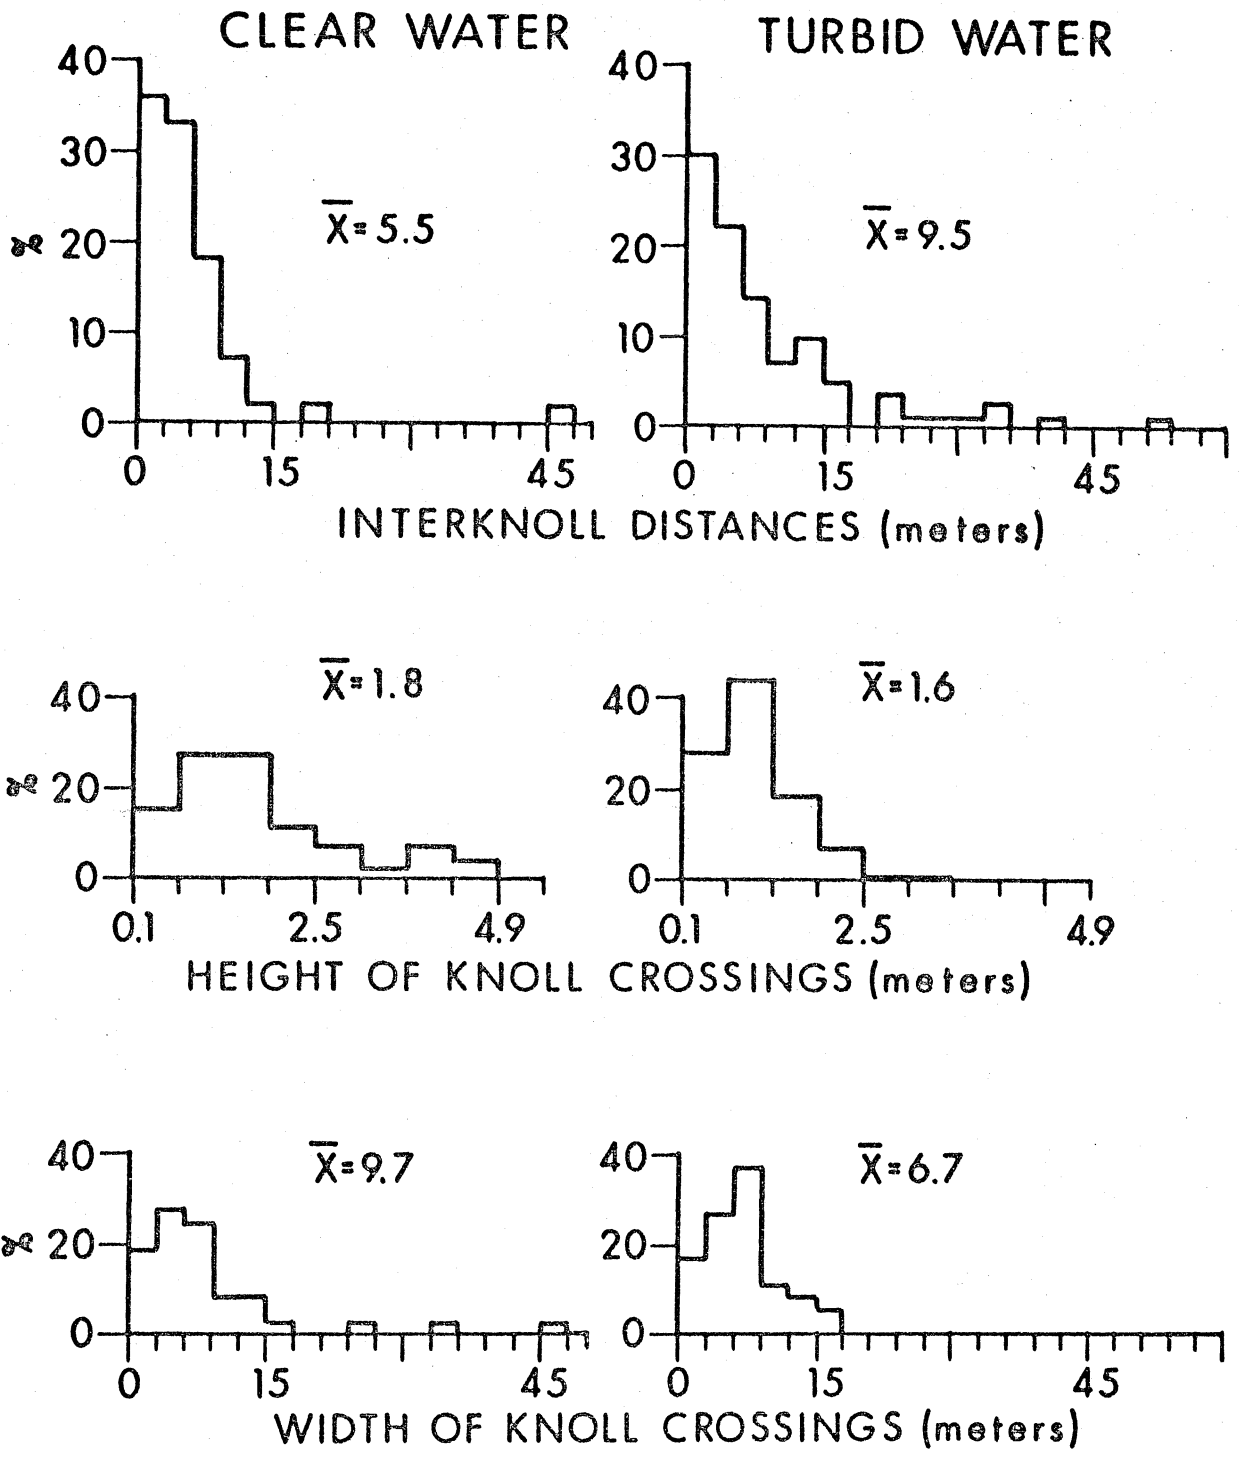 CLEAR WATER
TURBID WATER
40
30
% 20
10
0
X̅= 5.5
0 15 45
40
30
20
10
0
X̅= 9.5
0 15 45
INTERKNOLL DISTANCES (meters)
X̅= 1.8
40
% 20
0
0.1 2.5 4.9
X̅= 1.6
40
20
0
0.1 2.5 4.9
HEIGHT OF KNOLL CROSSINGS (meters)
X̅= 9.7
40
% 20
0
0 15 45
X̅= 6.7
40
20
0
0 15 45
WIDTH OF KNOLL CROSSINGS (meters)